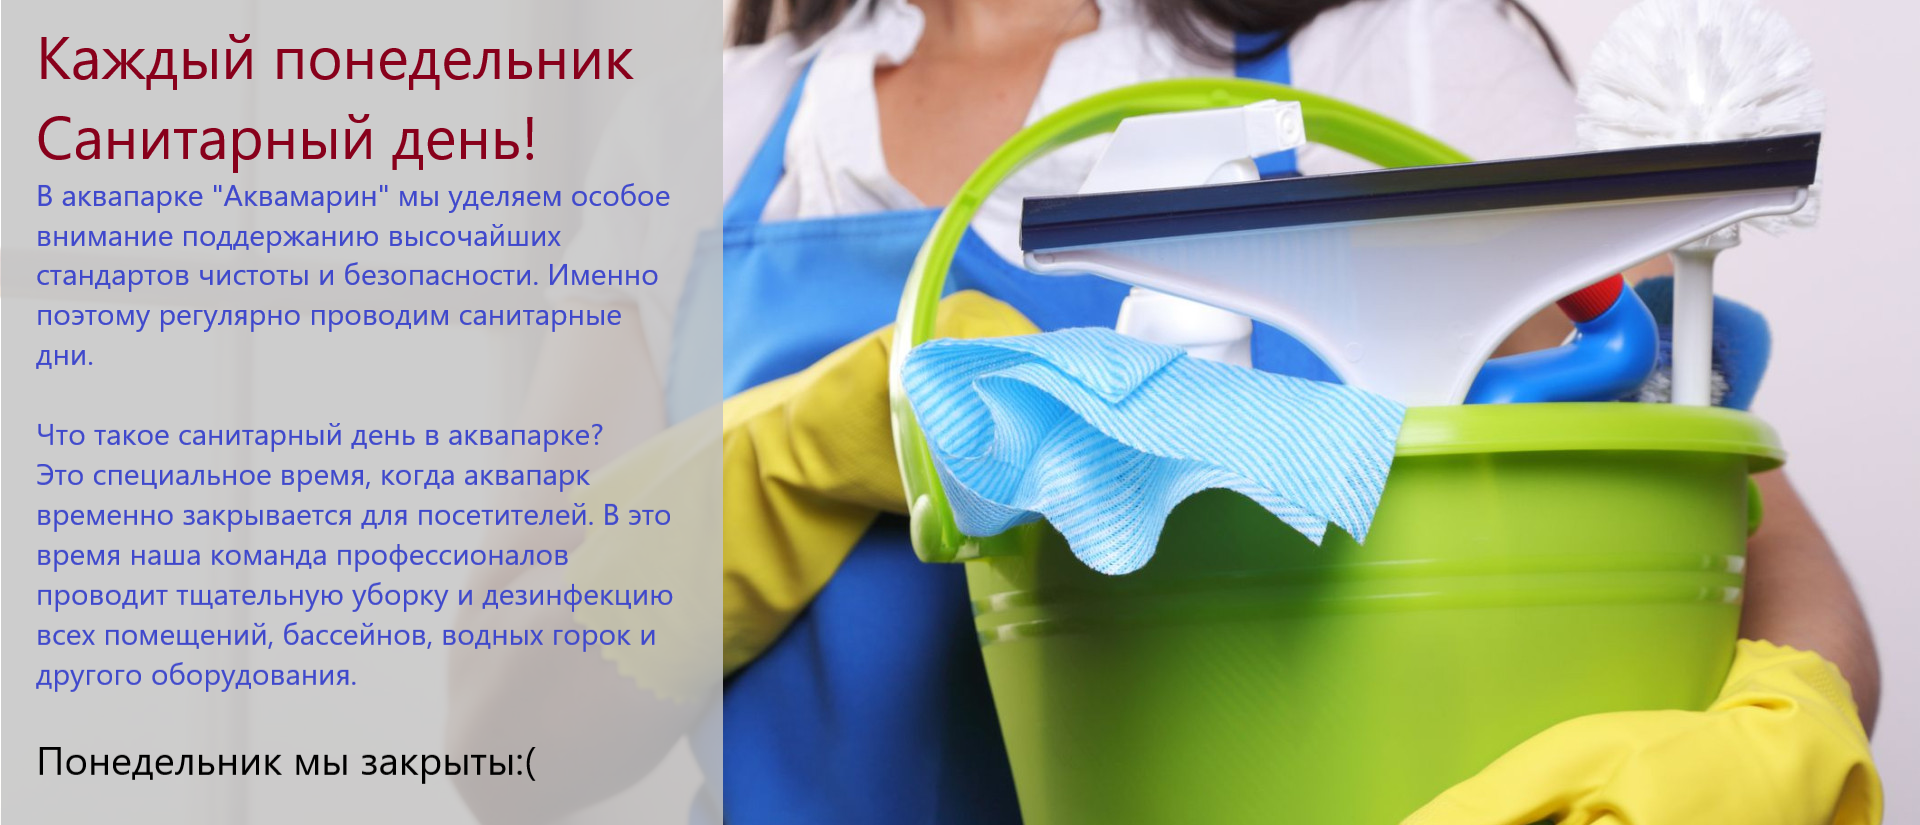 Каждый понедельник
Санитарный день!
В аквапарке "Аквамарин" мы уделяем особое
внимание поддержанию высочайших
стандартов чистоты и безопасности. Именно
поэтому регулярно проводим санитарные
дни.
Что такое санитарный день в аквапарке?
Это специальное время, когда аквапарк
временно закрывается для посетителей. В это
время наша команда профессионалов
проводит тщательную уборку и дезинфекцию
всех помещений, бассейнов, водных горок и
другого оборудования.
Понедельник мы закрыты:(